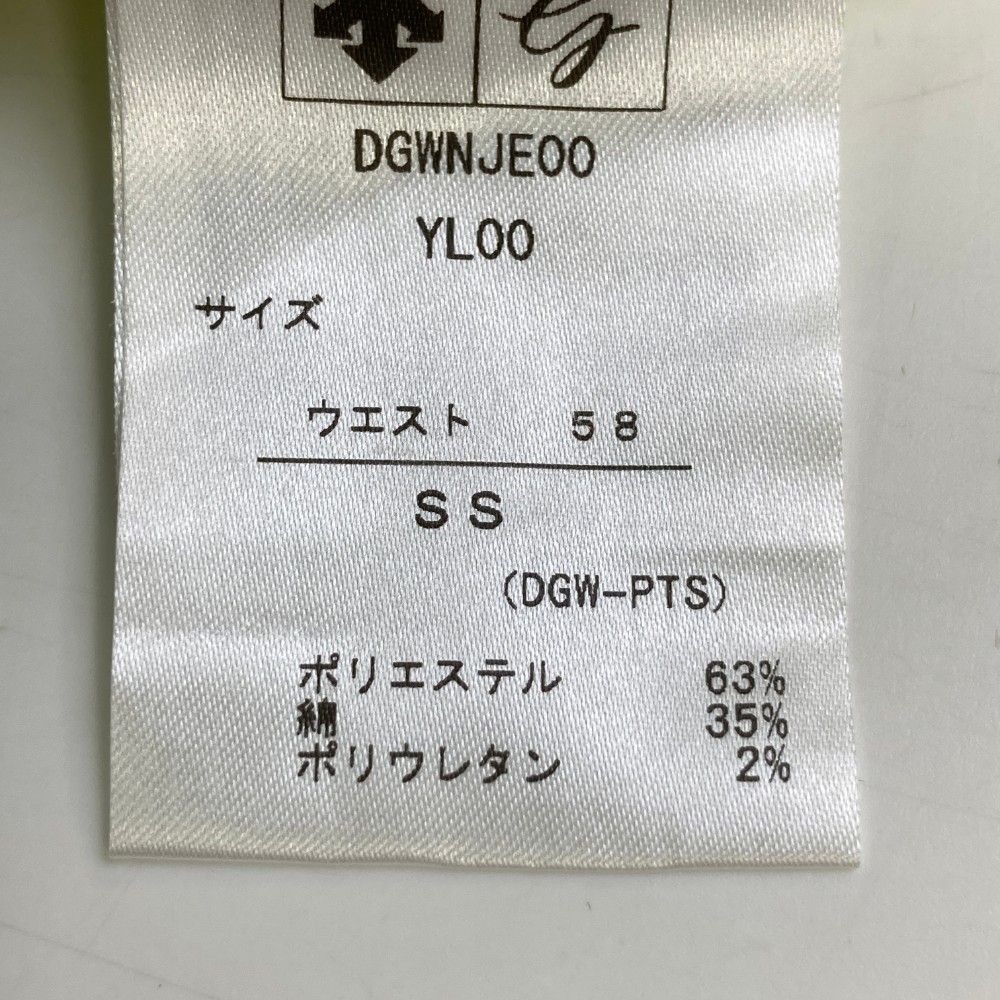 DGWNJE00
YL00
サイズ
ウエスト 58
SS
(DGW-PTS)
ポリエステル 63%
綿 35%
ポリウレタン 2%